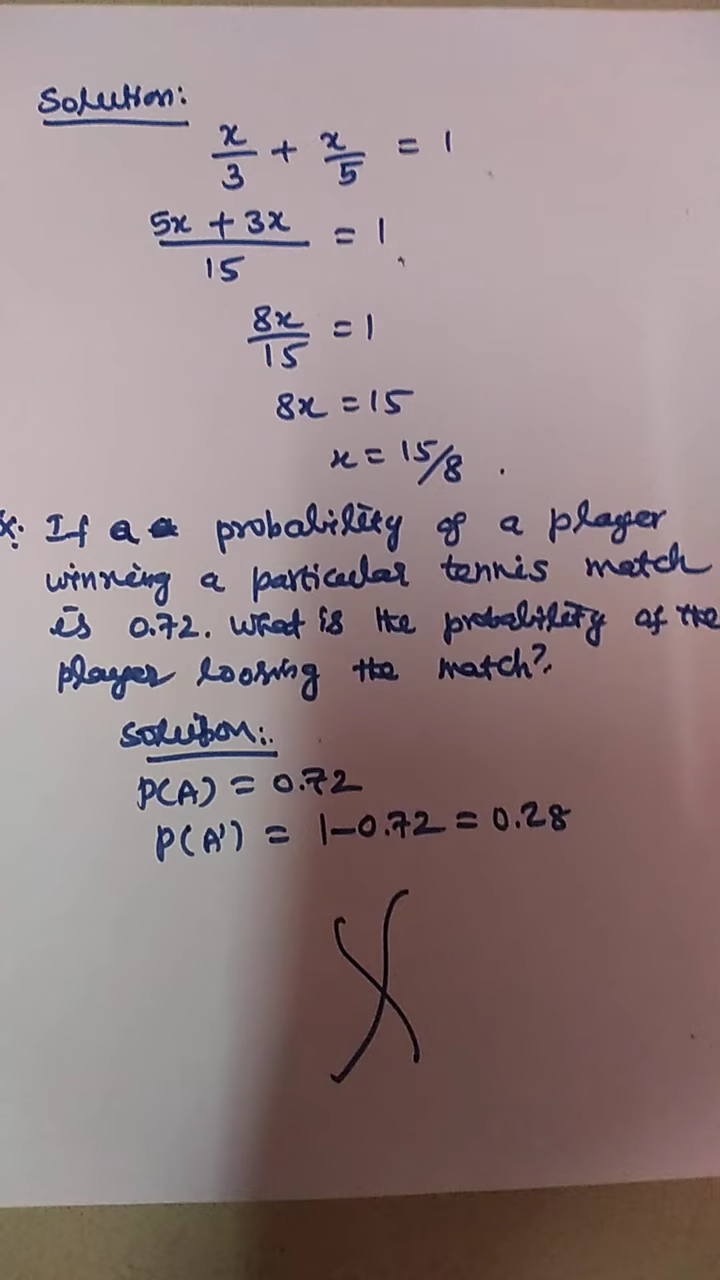 Solution:
x/3 + x/5 = 1
5x + 3x / 15 = 1
8x/15 = 1
8x = 15
x = 15/8 .
If a a probability of a player
winning a particular tennis match
is 0.72. What is the probability of the
player loosing the match?
Solution:
P(A) = 0.72
P(A') = 1-0.72 = 0.28